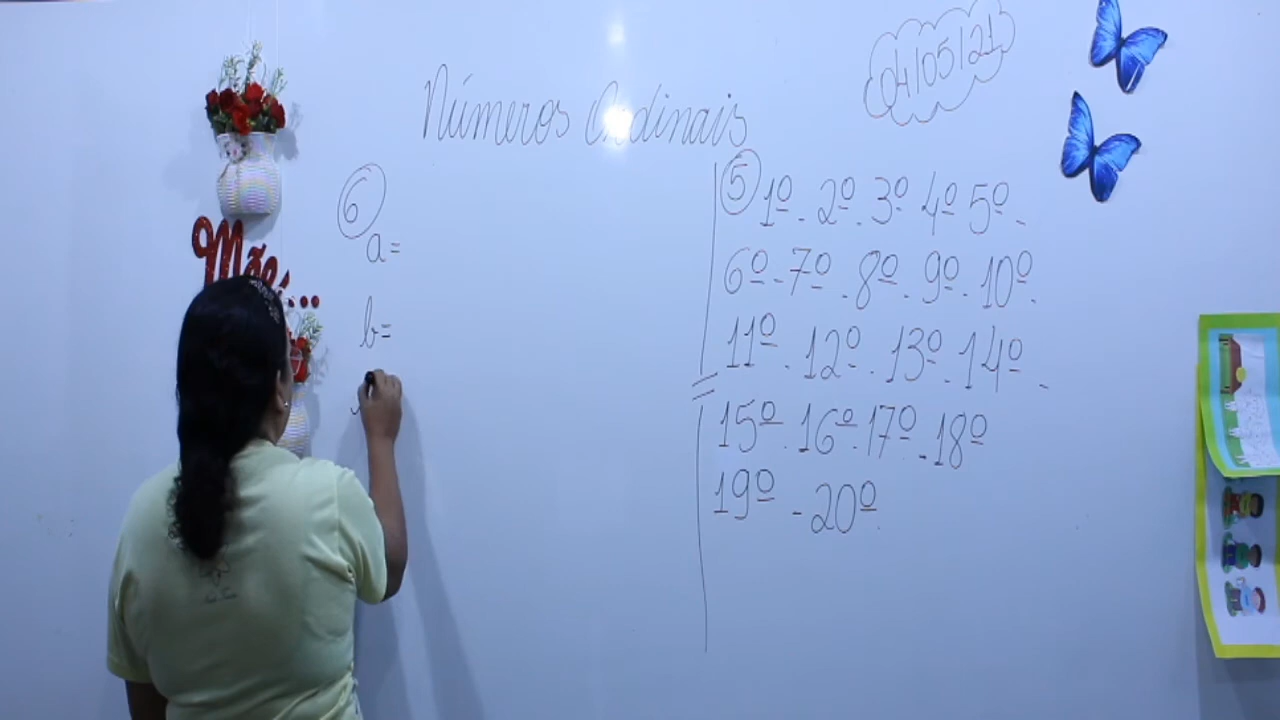 04/05/21
Números Ordinais
6
a=
b=
Mãe...
5 1º - 2º - 3º 4º 5º -
6º - 7º - 8º - 9º - 10º -
11º - 12º - 13º - 14º -
15º - 16º - 17º - 18º
19º - 20º